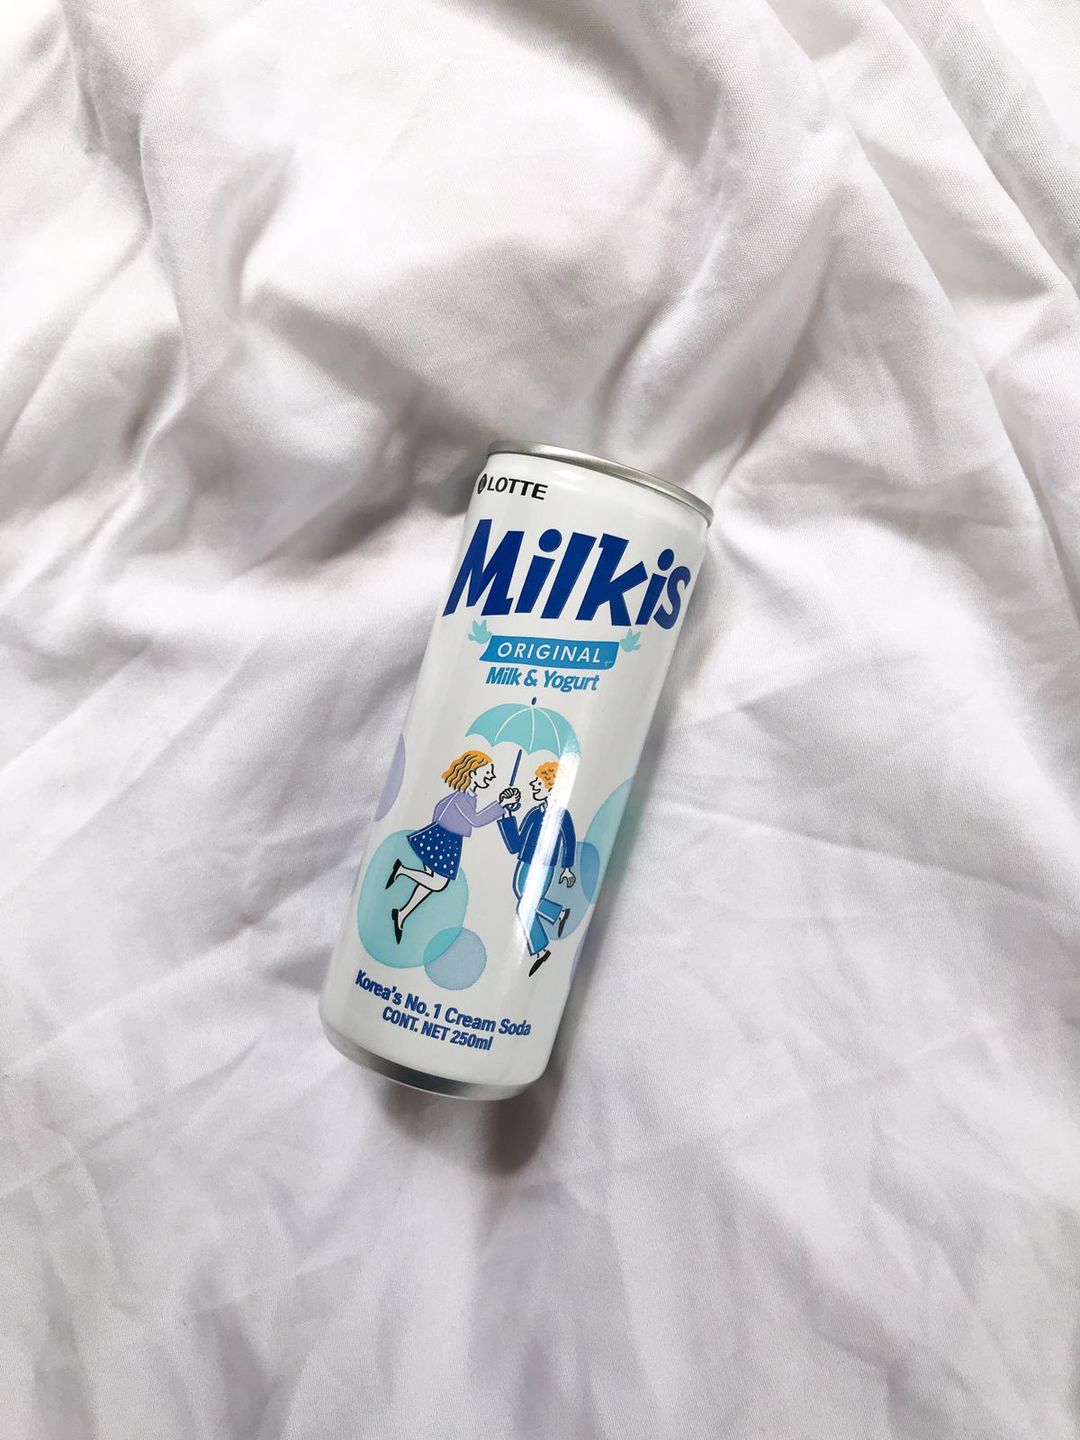 LOTTE
Milkis
ORIGINAL
Milk & Yogurt
Korea's No.1 Cream Soda
CONT. NET 250ml